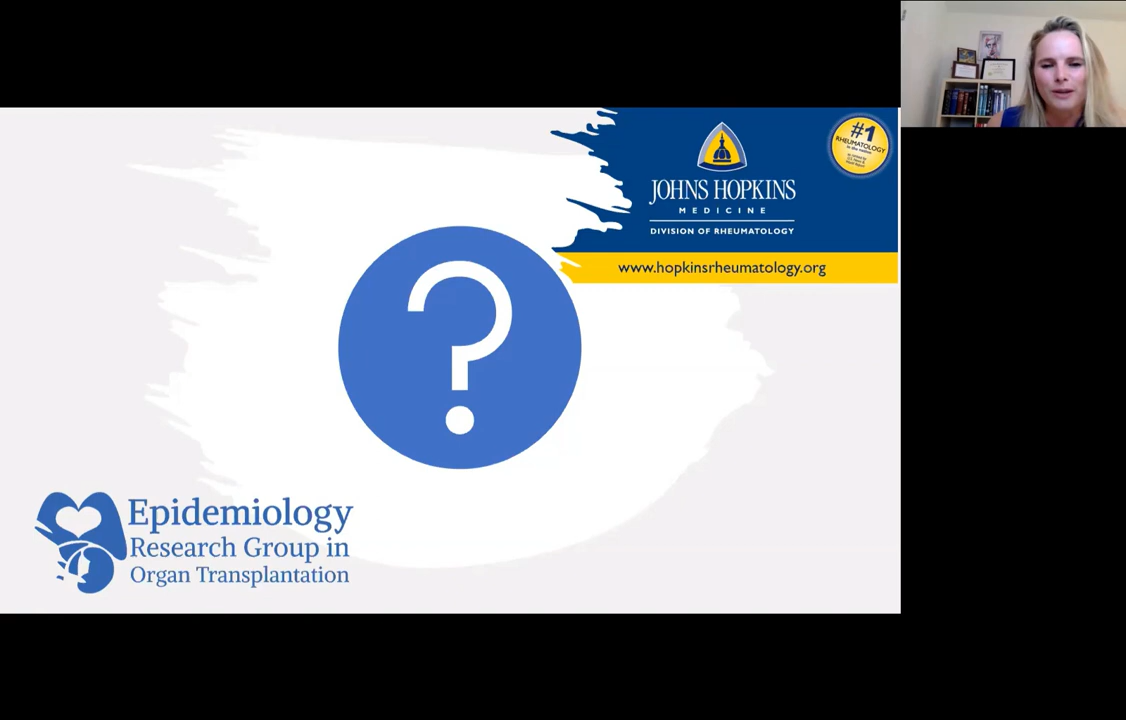 #1
RHEUMATOLOGY
JOHNS HOPKINS
MEDICINE
DIVISION OF RHEUMATOLOGY
www.hopkinsrheumatology.org
?
Epidemiology
Research Group in
Organ Transplantation